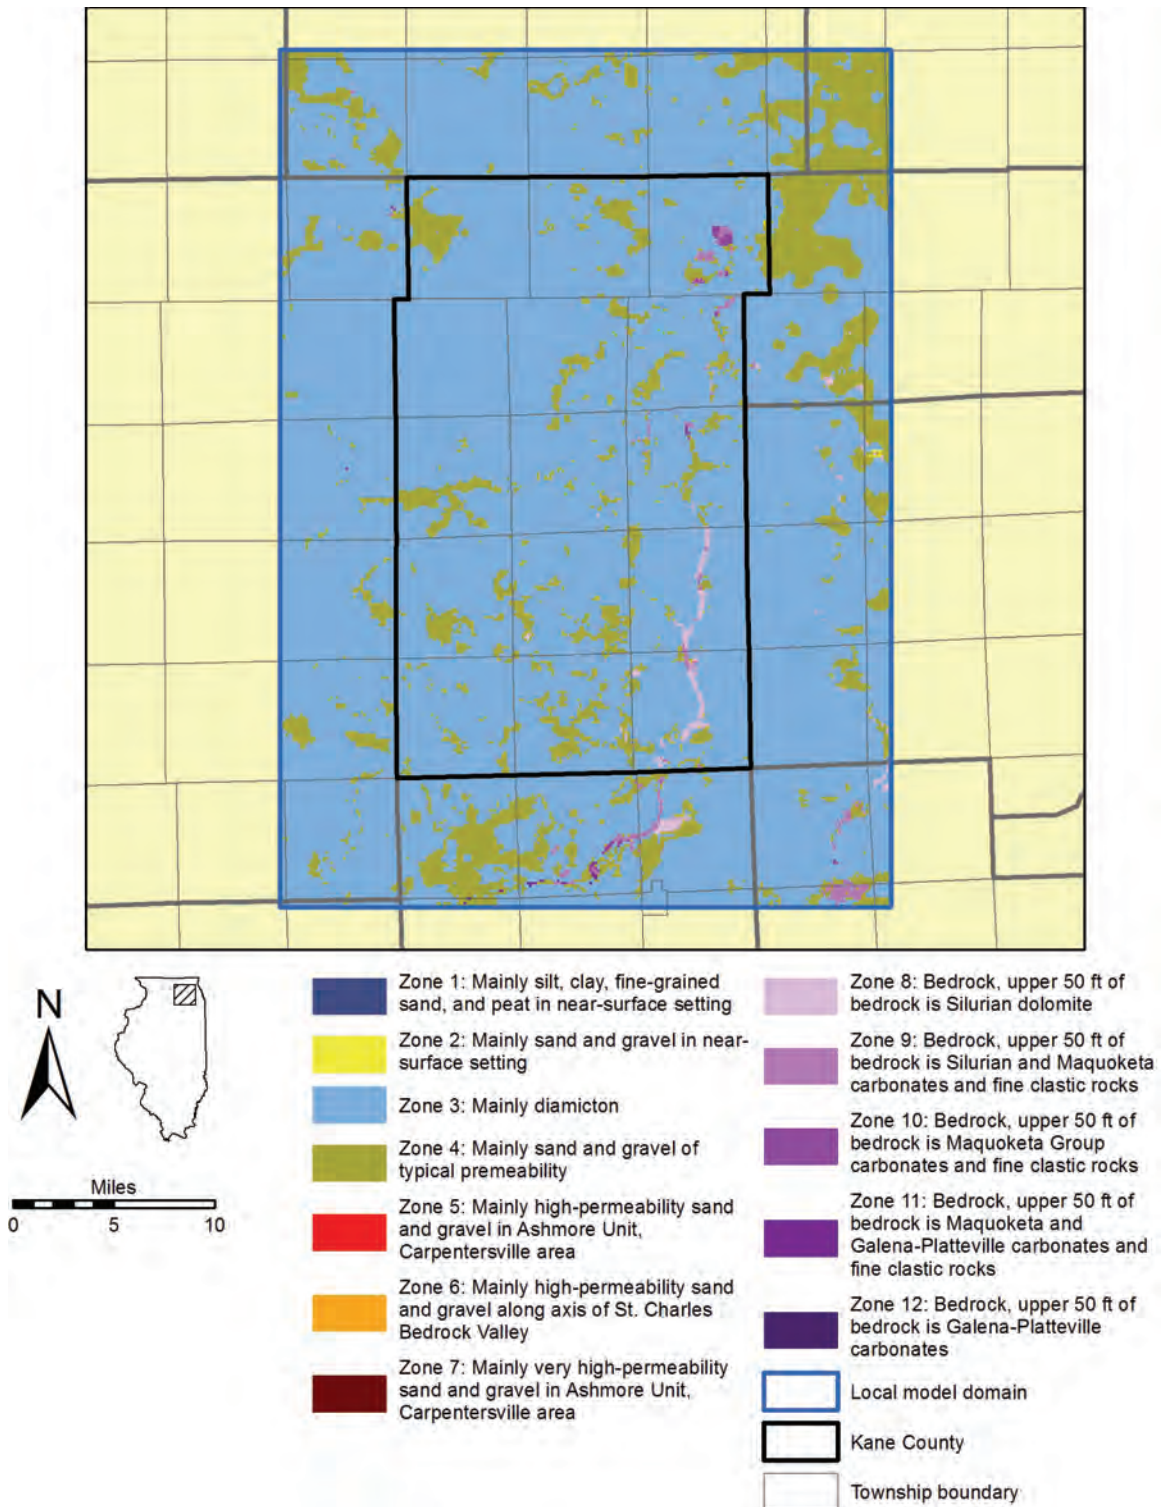 N
Miles
0 5 10
Zone 1: Mainly silt, clay, fine-grained
sand, and peat in near-surface setting
Zone 2: Mainly sand and gravel in near-
surface setting
Zone 3: Mainly diamicton
Zone 4: Mainly sand and gravel of
typical premeability
Zone 5: Mainly high-permeability sand
and gravel in Ashmore Unit,
Carpentersville area
Zone 6: Mainly high-permeability sand
and gravel along axis of St. Charles
Bedrock Valley
Zone 7: Mainly very high-permeability
sand and gravel in Ashmore Unit,
Carpentersville area
Zone 8: Bedrock, upper 50 ft of
bedrock is Silurian dolomite
Zone 9: Bedrock, upper 50 ft of
bedrock is Silurian and Maquoketa
carbonates and fine clastic rocks
Zone 10: Bedrock, upper 50 ft of
bedrock is Maquoketa Group
carbonates and fine clastic rocks
Zone 11: Bedrock, upper 50 ft of
bedrock is Maquoketa and
Galena-Platteville carbonates and
fine clastic rocks
Zone 12: Bedrock, upper 50 ft of
bedrock is Galena-Platteville
carbonates
Local model domain
Kane County
Township boundary